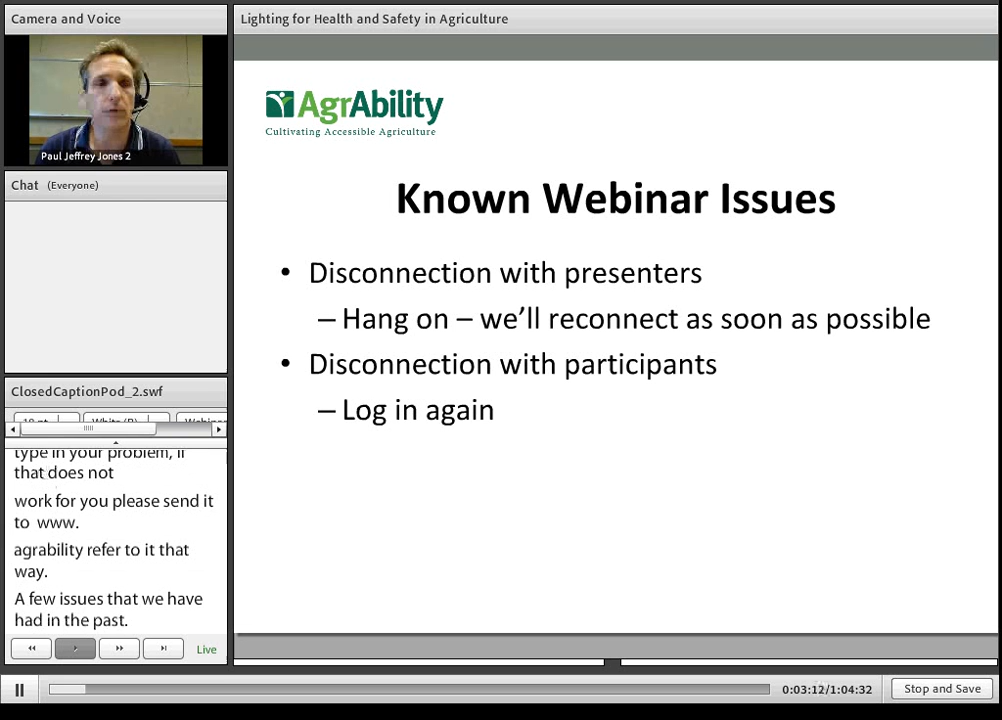 Camera and Voice
Paul Jeffrey Jones 2
Chat (Everyone)
ClosedCaptionPod_2.swf
type in your problem, if
that does not
work for you please send it
to www.
agrability refer to it that
way.
A few issues that we have
had in the past.
Live
Lighting for Health and Safety in Agriculture
AgrAbility
Cultivating Accessible Agriculture
Known Webinar Issues
• Disconnection with presenters
– Hang on – we'll reconnect as soon as possible
• Disconnection with participants
– Log in again
0:03:12/1:04:32
Stop and Save